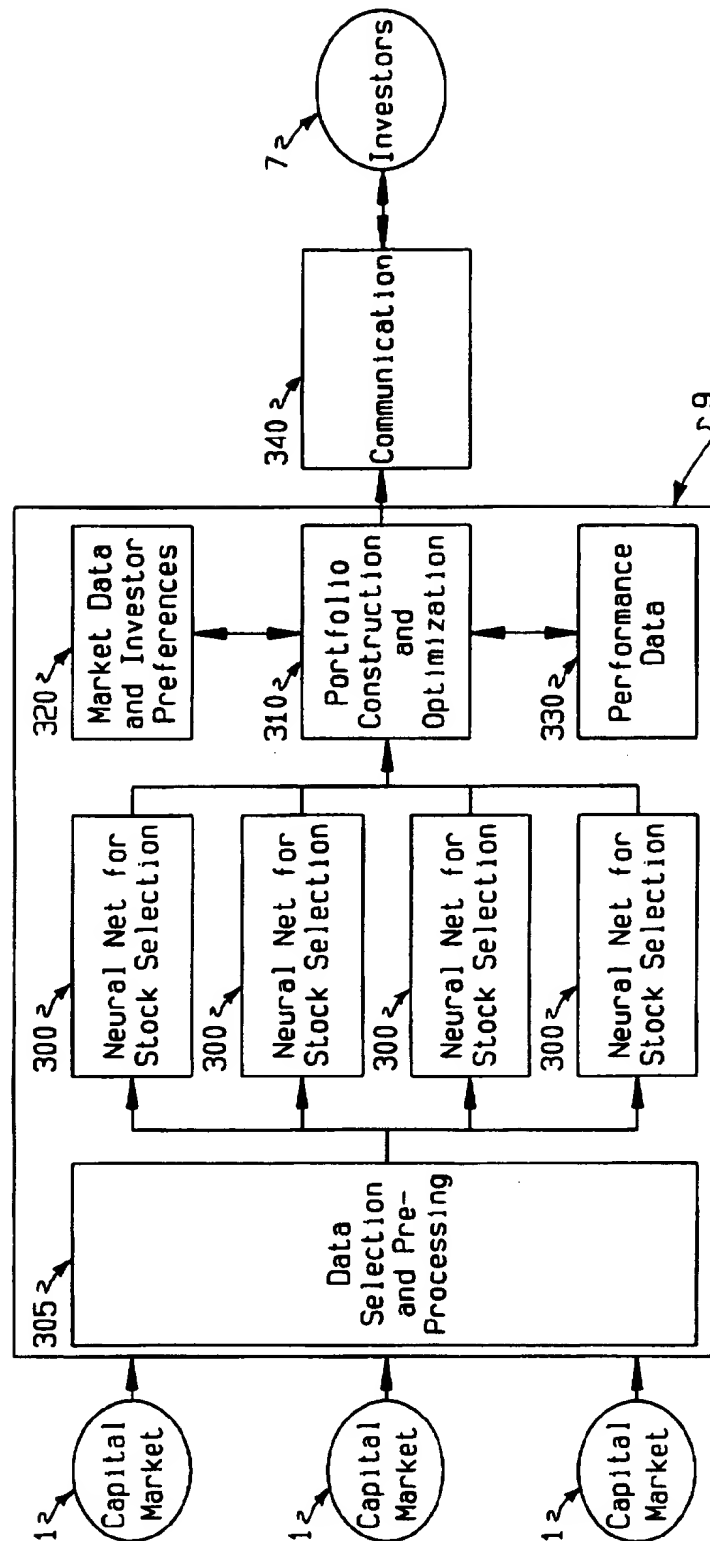 1
Capital
Market
1
Capital
Market
1
Capital
Market
305
Data
Selection
and Pre-
Processing
300
Neural Net for
Stock Selection
300
Neural Net for
Stock Selection
300
Neural Net for
Stock Selection
300
Neural Net for
Stock Selection
320
Market Data
and Investor
Preferences
310
Portfolio
Construction
and
Optimization
330
Performance
Data
9
340
Communication
7
Investors